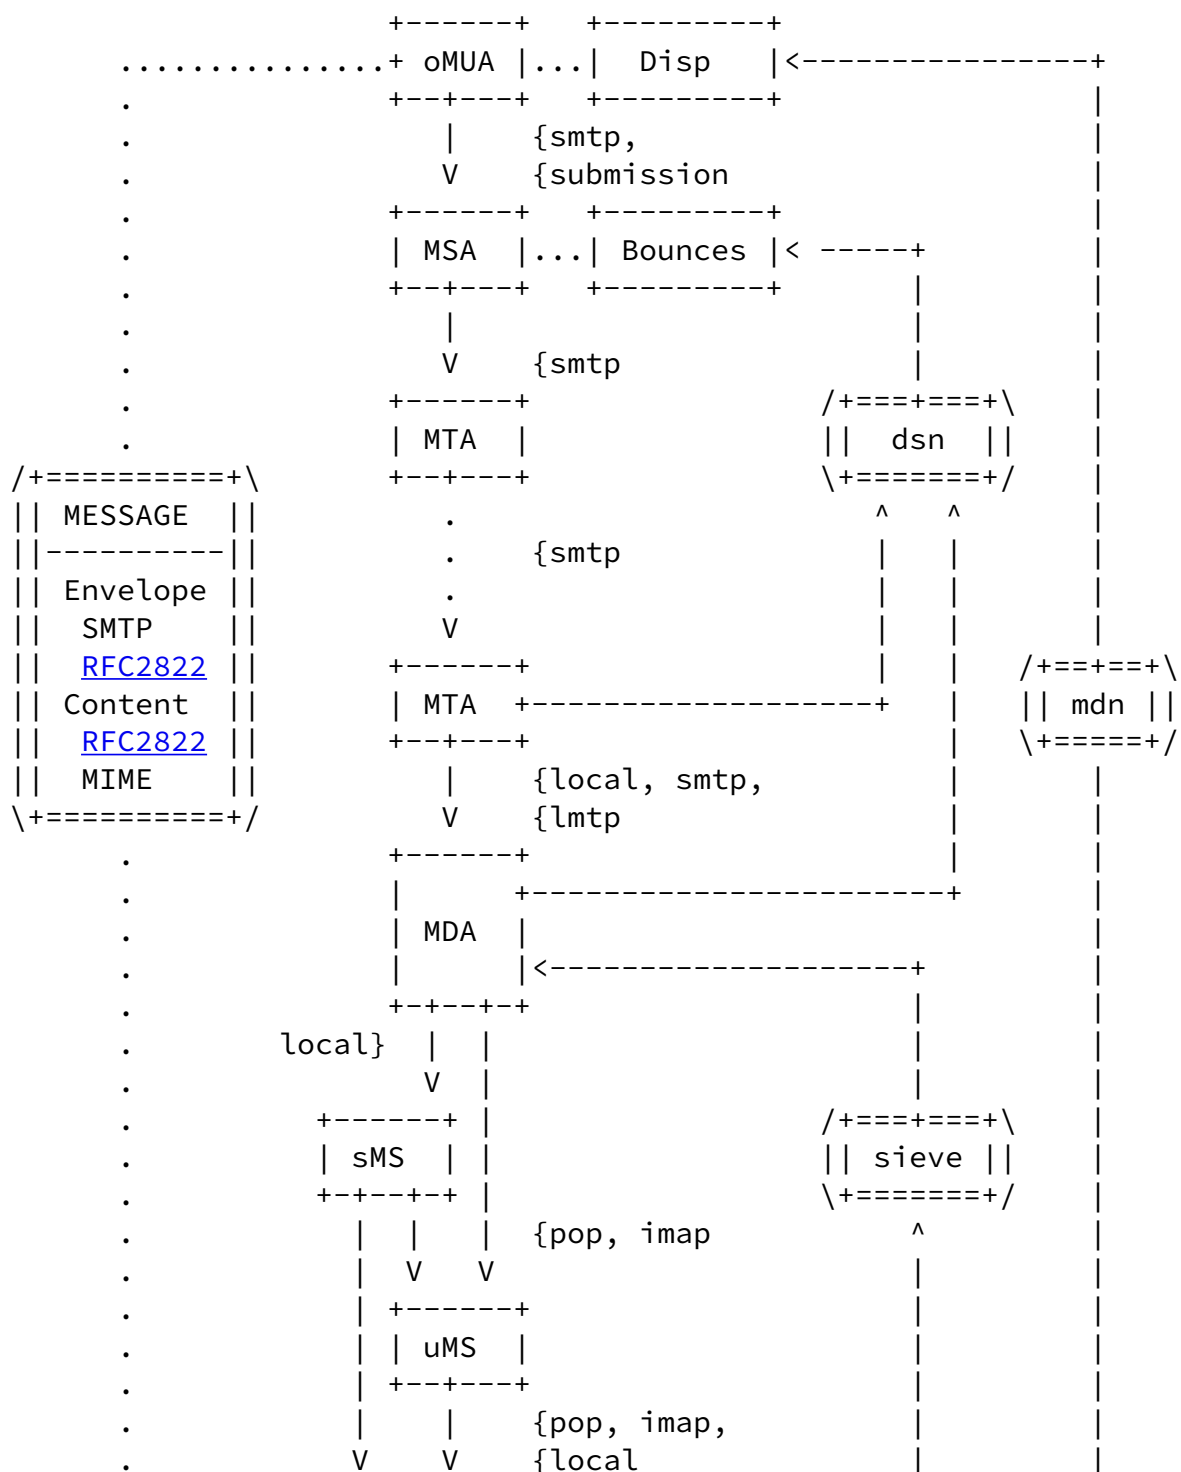 +------+   +---------+
      ...............+ oMUA |...|  Disp   |<----------------+
      .              +--+---+   +---------+                 |
      .                 |    {smtp,                         |
      .                 V    {submission                    |
      .              +------+   +---------+                 |
      .              | MSA  |...| Bounces |< -----+         |
      .              +--+---+   +---------+       |         |
      .                 |                         |         |
      .                 V    {smtp                |         |
      .              +------+                /+===+===+\    |
      .              | MTA  |                ||  dsn  ||    |
/+==========+\       +--+---+                \+=======+/    |
|| MESSAGE  ||          .                       ^   ^       |
||----------||          .    {smtp              |   |       |
|| Envelope ||          .                       |   |       |
||  SMTP    ||          V                       |   |       |
||  RFC2822 ||       +------+                   |   |   /+==+==+\
|| Content  ||       | MTA  +-------------------+   |   || mdn ||
||  RFC2822 ||       +--+---+                       |   \+=====+/
||  MIME    ||          |    {local, smtp,          |       |
\+==========+/          V    {lmtp                  |       |
      .              +------+                       |       |
      .              |      +-----------------------+       |
      .              | MDA  |                               |
      .              |      |<--------------------+         |
      .              +-+--+-+                     |         |
      .        local}  |  |                       |         |
      .                V  |                       |         |
      .          +------+ |                  /+===+===+\    |
      .          | sMS  | |                  || sieve ||    |
      .          +-+--+-+ |                  \+=======+/    |
      .            |  |   |  {pop, imap           ^         |
      .            |  V   V                       |         |
      .            | +------+                     |         |
      .            | | uMS  |                     |         |
      .            | +--+---+                     |         |
      .            |    |    {pop, imap,          |         |
      .            V    V    {local               |         |